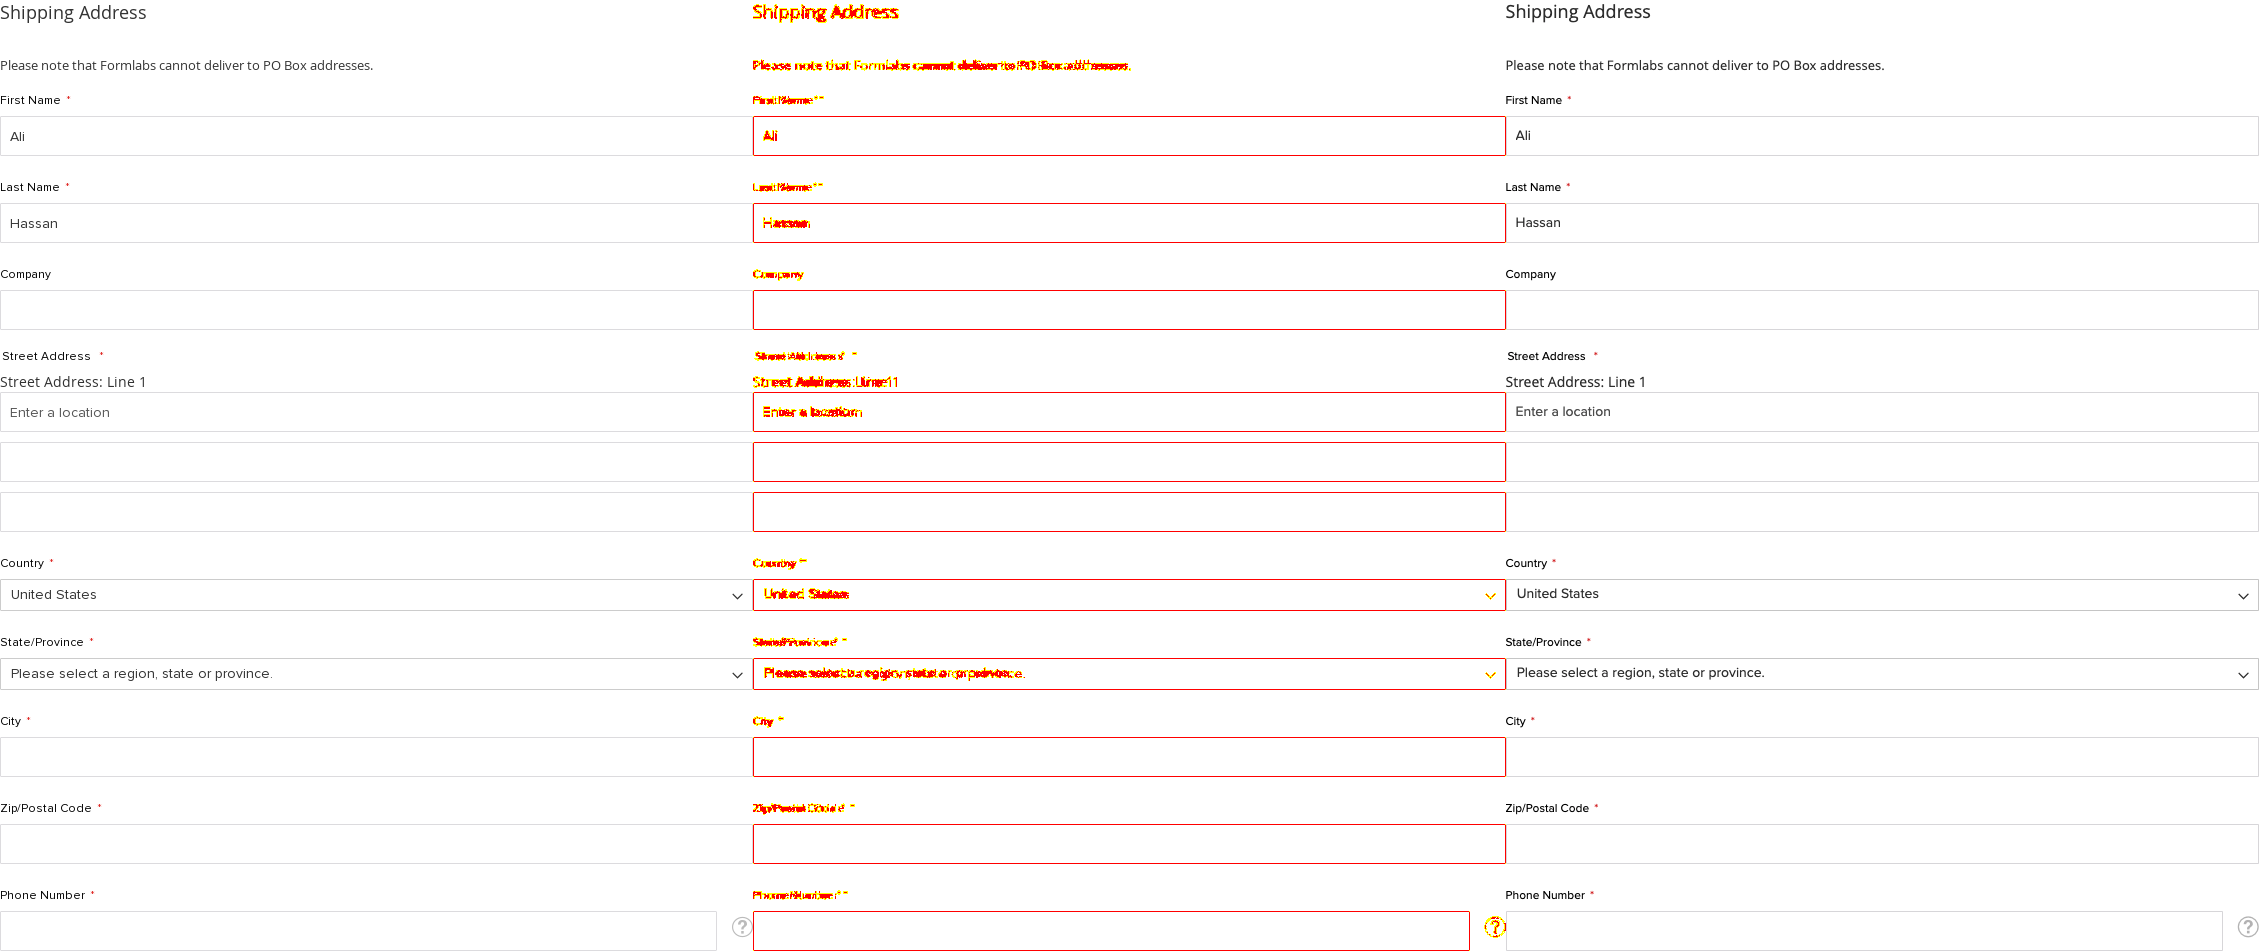 Shipping Address
Please note that Formlabs cannot deliver to PO Box addresses.
First Name *
Ali
Last Name *
Hassan
Company
Street Address *
Street Address: Line 1
Enter a location
Country *
United States
State/Province *
Please select a region, state or province.
City *
Zip/Postal Code *
Phone Number *
?
Shipping Address
Please note that Formlabs cannot deliver to PO Box addresses.
First Name *
Ali
Last Name *
Hassan
Company
Street Address *
Street Address: Line 1
Enter a location
Country *
United States
State/Province *
Please select a region, state or province.
City *
Zip/Postal Code *
Phone Number *
?
Shipping Address
Please note that Formlabs cannot deliver to PO Box addresses.
First Name *
Ali
Last Name *
Hassan
Company
Street Address *
Street Address: Line 1
Enter a location
Country *
United States
State/Province *
Please select a region, state or province.
City *
Zip/Postal Code *
Phone Number *
?